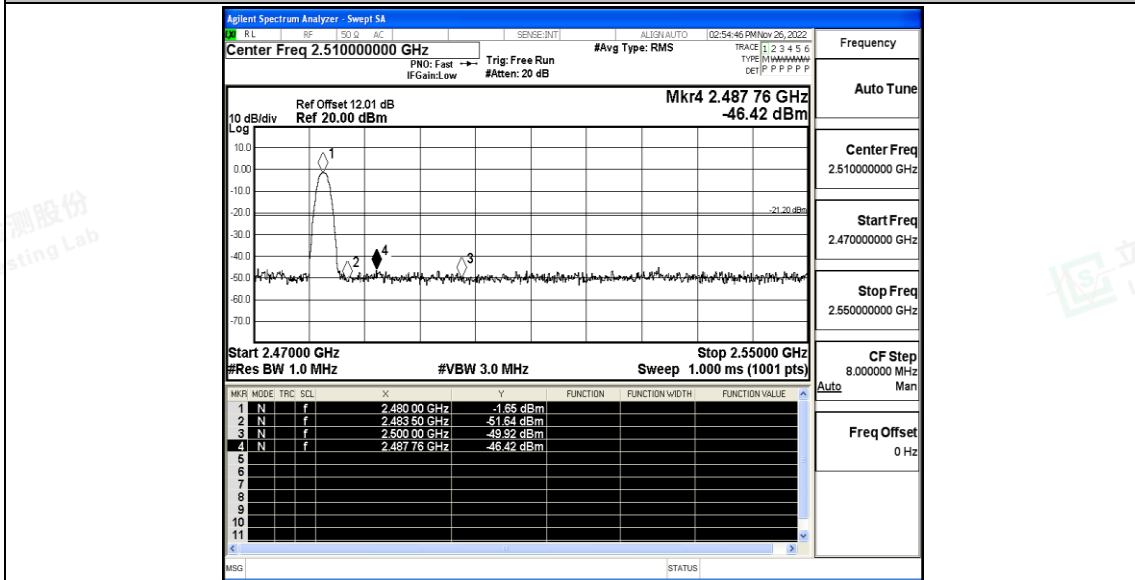 Agilent Spectrum Analyzer - Swept SA
LXI RL RF 50 Ω AC SENSE:INT ALIGNAUTO 02:54:46 PMNov 26, 2022
Center Freq 2.510000000 GHz
PNO: Fast
IFGain:Low
Trig: Free Run
#Atten: 20 dB
#Avg Type: RMS
TRACE 1 2 3 4 5 6
TYPE M
DET P P P P P P
Ref Offset 12.01 dB
10 dB/div Ref 20.00 dBm
Log
Mkr4 2.487 76 GHz
-46.42 dBm
10.0
0.00
-10.0
-20.0
-30.0
-40.0
-50.0
-60.0
-70.0
1
2
4
3
-21.20 dBm
Start 2.47000 GHz Stop 2.55000 GHz
#Res BW 1.0 MHz #VBW 3.0 MHz Sweep 1.000 ms (1001 pts)
MKR MODE TRC SCL X Y FUNCTION FUNCTION WIDTH FUNCTION VALUE
1 N f 2.480 00 GHz -1.65 dBm
2 N f 2.483 50 GHz -51.64 dBm
3 N f 2.500 00 GHz -49.92 dBm
4 N f 2.487 76 GHz -46.42 dBm
5
6
7
8
9
10
11
MSG STATUS
Frequency
Auto Tune
Center Freq
2.510000000 GHz
Start Freq
2.470000000 GHz
Stop Freq
2.550000000 GHz
CF Step
8.000000 MHz
Auto Man
Freq Offset
0 Hz
测股份
sting Lab
立